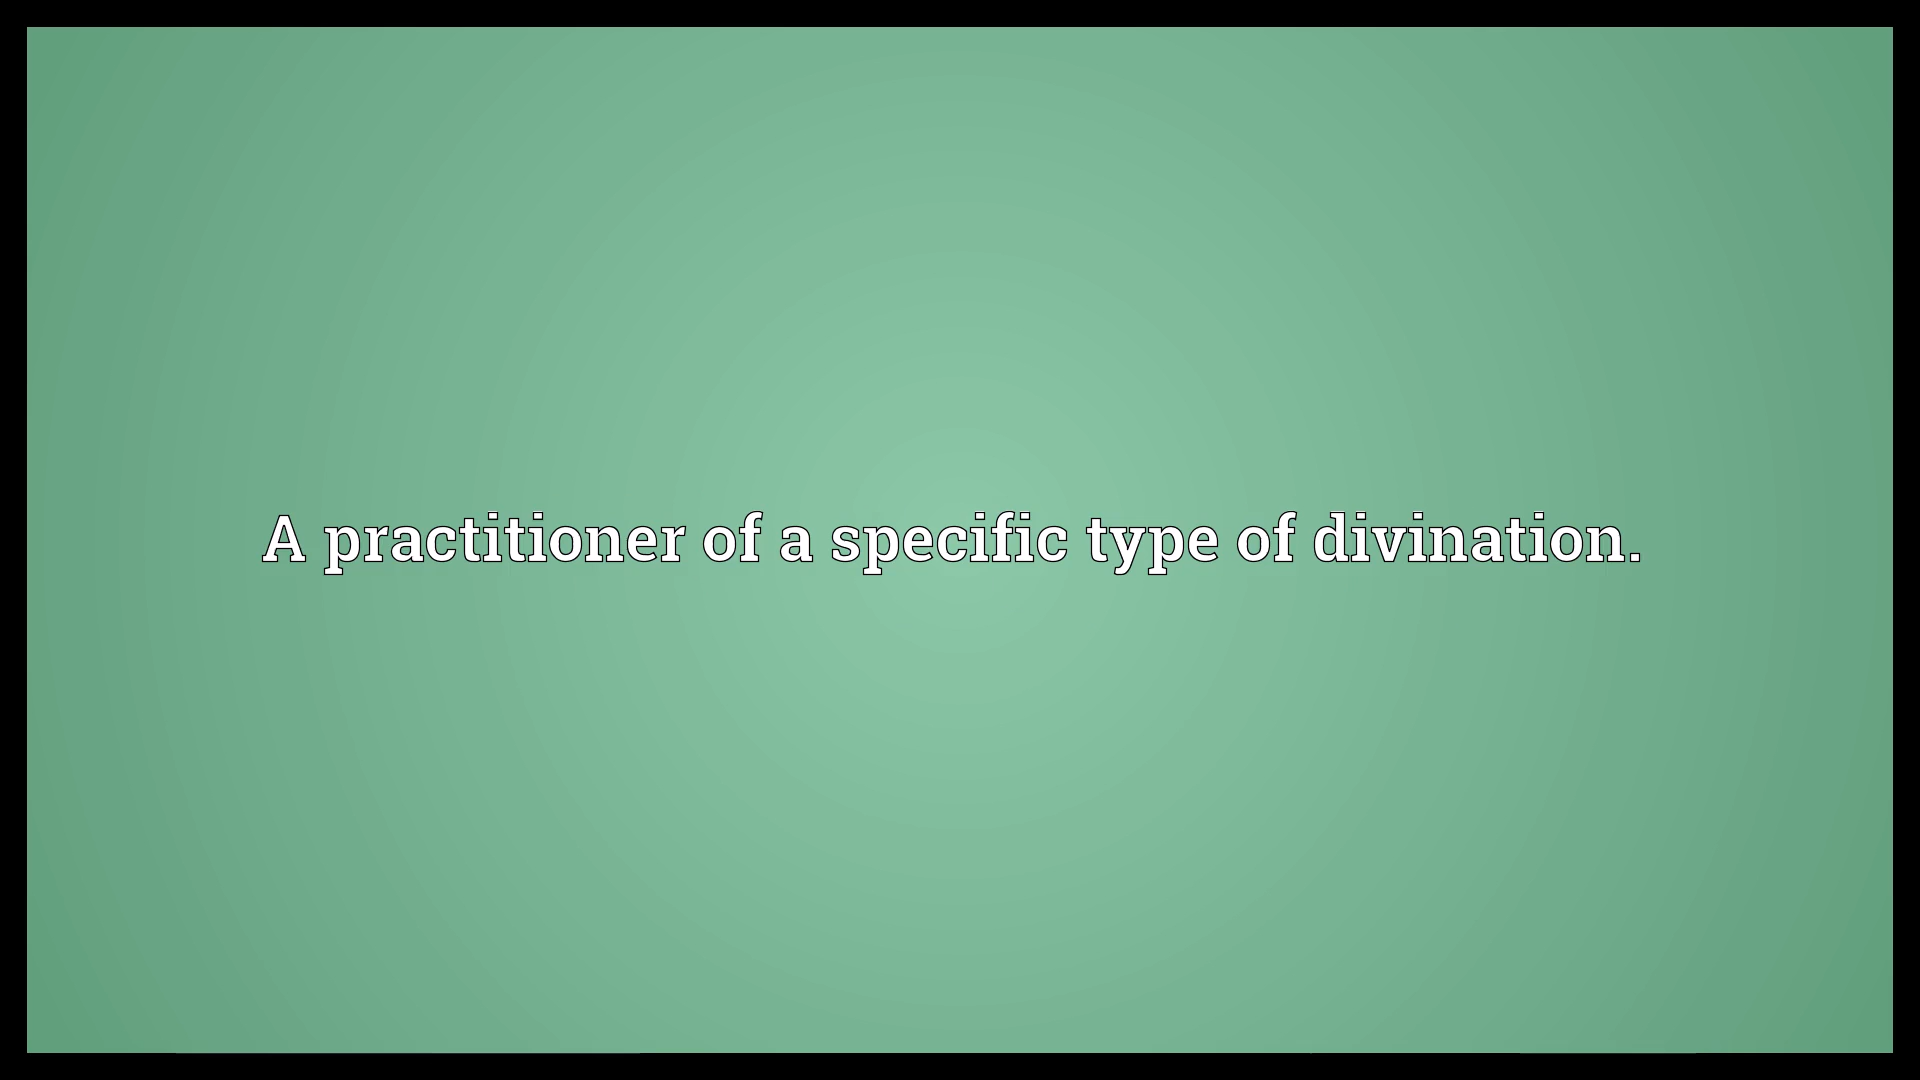 A practitioner of a specific type of divination.